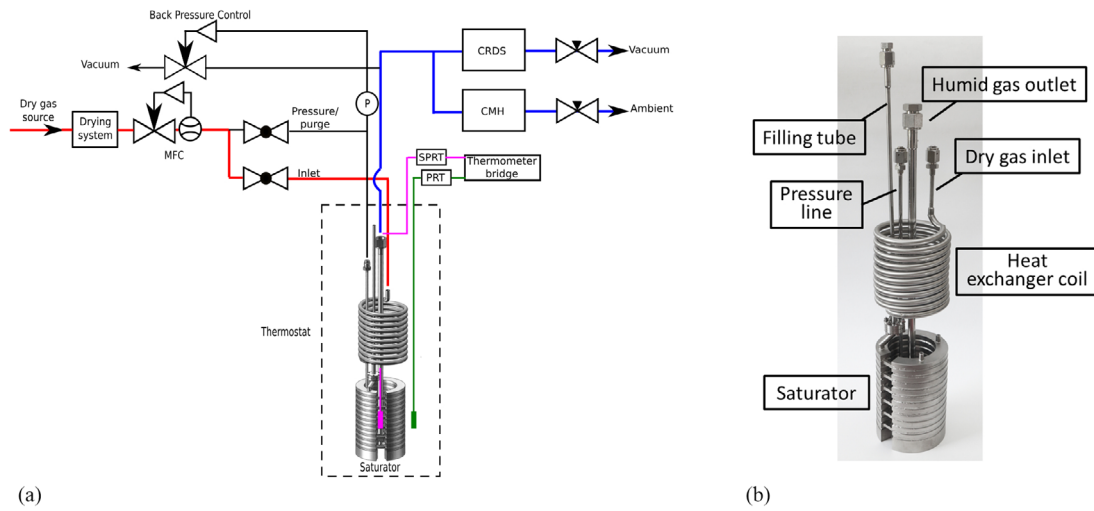 Back Pressure Control
Vacuum
CRDS
Vacuum
Dry gas
source
Drying
system
MFC
P
Pressure/
purge
CMH
Ambient
Inlet
SPRT
PRT
Thermometer
bridge
Thermostat
Saturator
(a)
Humid gas outlet
Filling tube
Dry gas inlet
Pressure
line
Heat
exchanger coil
Saturator
(b)